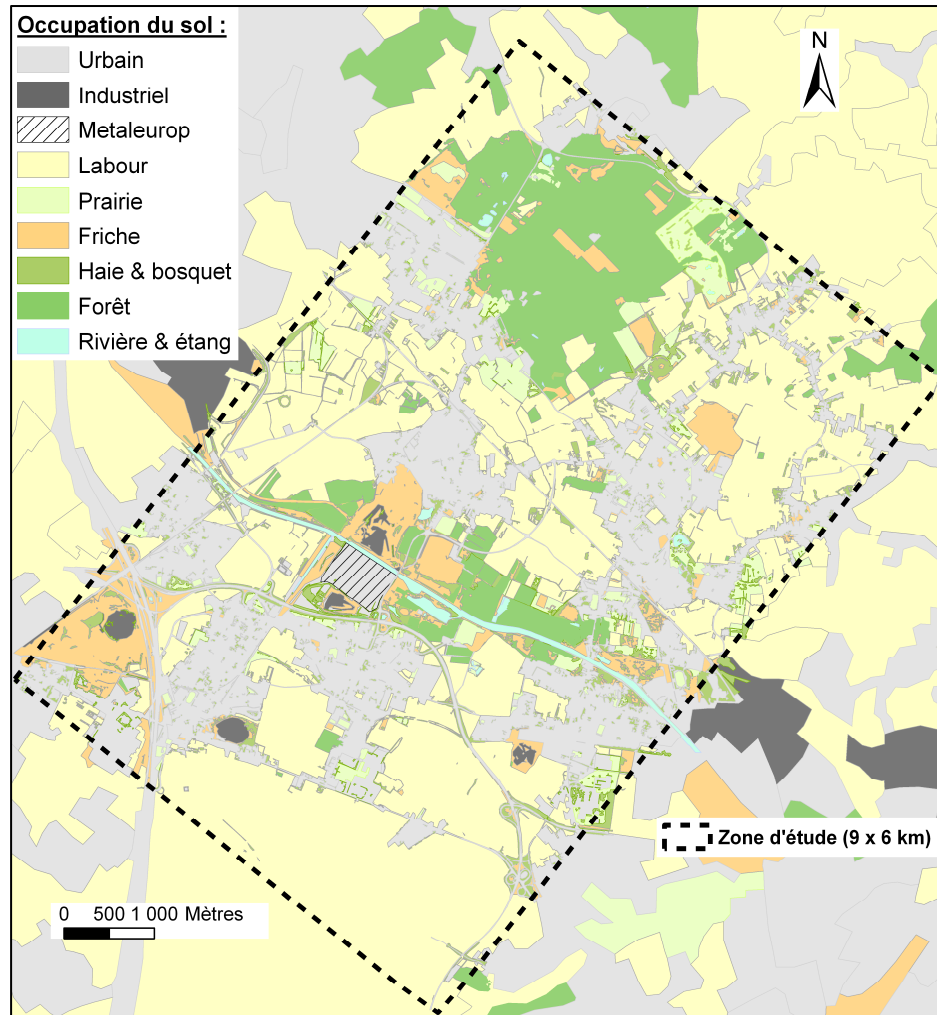 Occupation du sol :
Urbain
Industriel
Metaleurop
Labour
Prairie
Friche
Haie & bosquet
Forêt
Rivière & étang
N
Zone d'étude (9 x 6 km)
0 500 1 000 Mètres